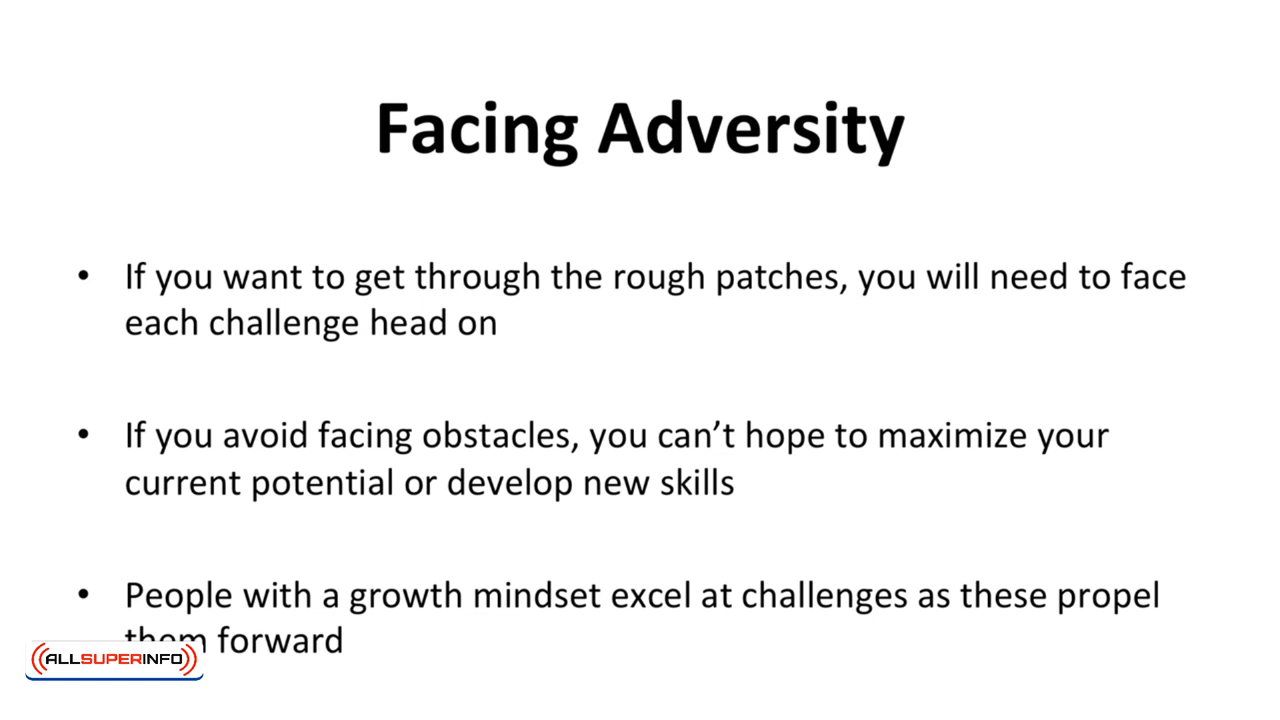 Facing Adversity
• If you want to get through the rough patches, you will need to face
each challenge head on
• If you avoid facing obstacles, you can’t hope to maximize your
current potential or develop new skills
• People with a growth mindset excel at challenges as these propel
them forward
ALLSUPERINFO